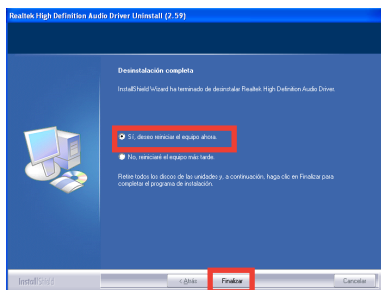 Realtek High Definition Audio Driver Uninstall (2.59)
Desinstalación completa
InstallShield Wizard ha terminado de desinstalar Realtek High Definition Audio Driver.
Sí, deseo reiniciar el equipo ahora.
No, reiniciaré el equipo más tarde.
Retire todos los discos de las unidades y, a continuación, haga clic en Finalizar para
completar el programa de instalación.
InstallShield
< Atrás
Finalizar
Cancelar